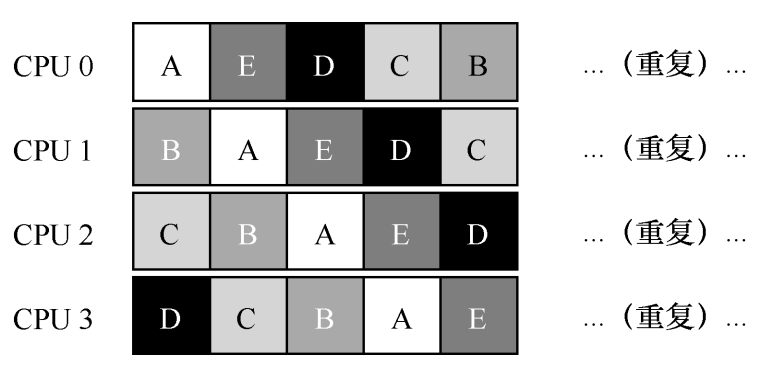 CPU 0 A E D C B … （重复） …
CPU 1 B A E D C … （重复） …
CPU 2 C B A E D … （重复） …
CPU 3 D C B A E … （重复） …